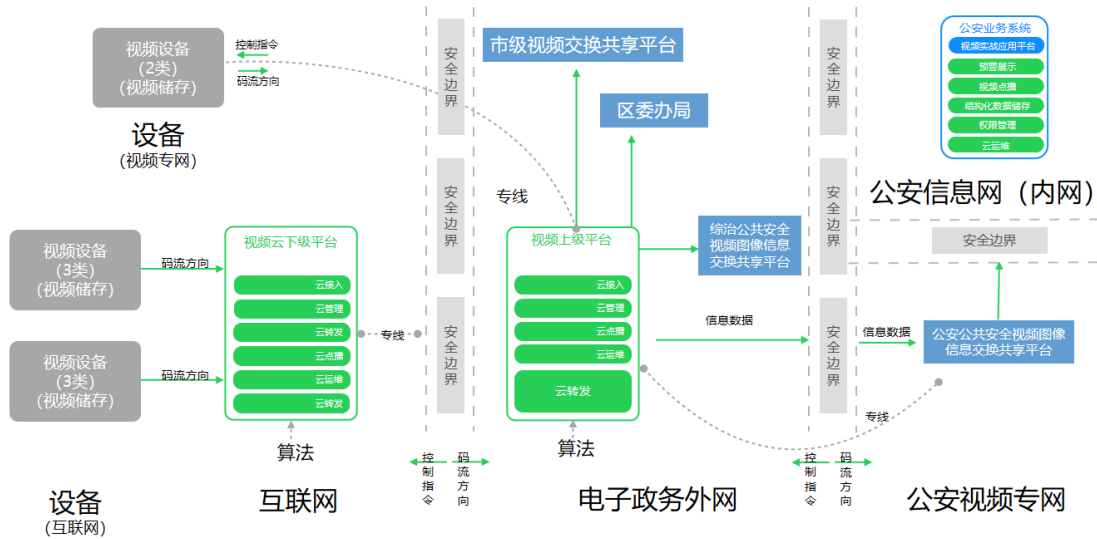 视频设备
(2类)
(视频储存)
控制指令
码流方向
设备
(视频专网)
安全边界
市级视频交换共享平台
区委办局
安全边界
公安业务系统
视频实战应用平台
预警展示
视频点播
结构化数据储存
权限管理
云运维
公安信息网（内网）
安全边界
专线
安全边界
安全边界
视频设备
(3类)
(视频储存)
码流方向
视频云下级平台
云接入
云管理
云转发
云点播
云运维
云转发
视频设备
(3类)
(视频储存)
码流方向
专线
安全边界
视频上级平台
云接入
云管理
云点播
云运维
云转发
综治公共安全
视频图像信息
交换共享平台
信息数据
安全边界
信息数据
公安公共安全视频图像
信息交换共享平台
专线
算法
算法
控制指令
码流方向
控制指令
码流方向
设备
(互联网)
互联网
电子政务外网
公安视频专网